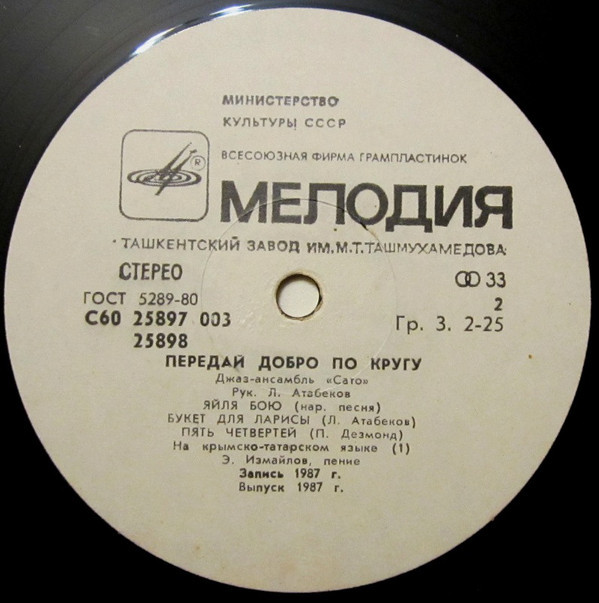 МИНИСТЕРСТВО
КУЛЬТУРЫ СССР
ВСЕСОЮЗНАЯ ФИРМА ГРАМПЛАСТИНОК
®
МЕЛОДИЯ
ТАШКЕНТСКИЙ ЗАВОД ИМ.М.Т.ТАШМУХАМЕДОВА
СТЕРЕО
33
ГОСТ 5289-80
2
С60 25897 003
Гр. 3. 2-25
25898
ПЕРЕДАЙ ДОБРО ПО КРУГУ
Джаз-ансамбль «Сато»
Рук. Л. Атабеков
ЯЙЛЯ БОЮ (нар. песня)
БУКЕТ ДЛЯ ЛАРИСЫ (Л. Атабеков)
ПЯТЬ ЧЕТВЕРТЕЙ (П. Дезмонд)
На крымско-татарском языке (1)
Э. Измайлов, пение
Запись 1987 г.
Выпуск 1987 г.